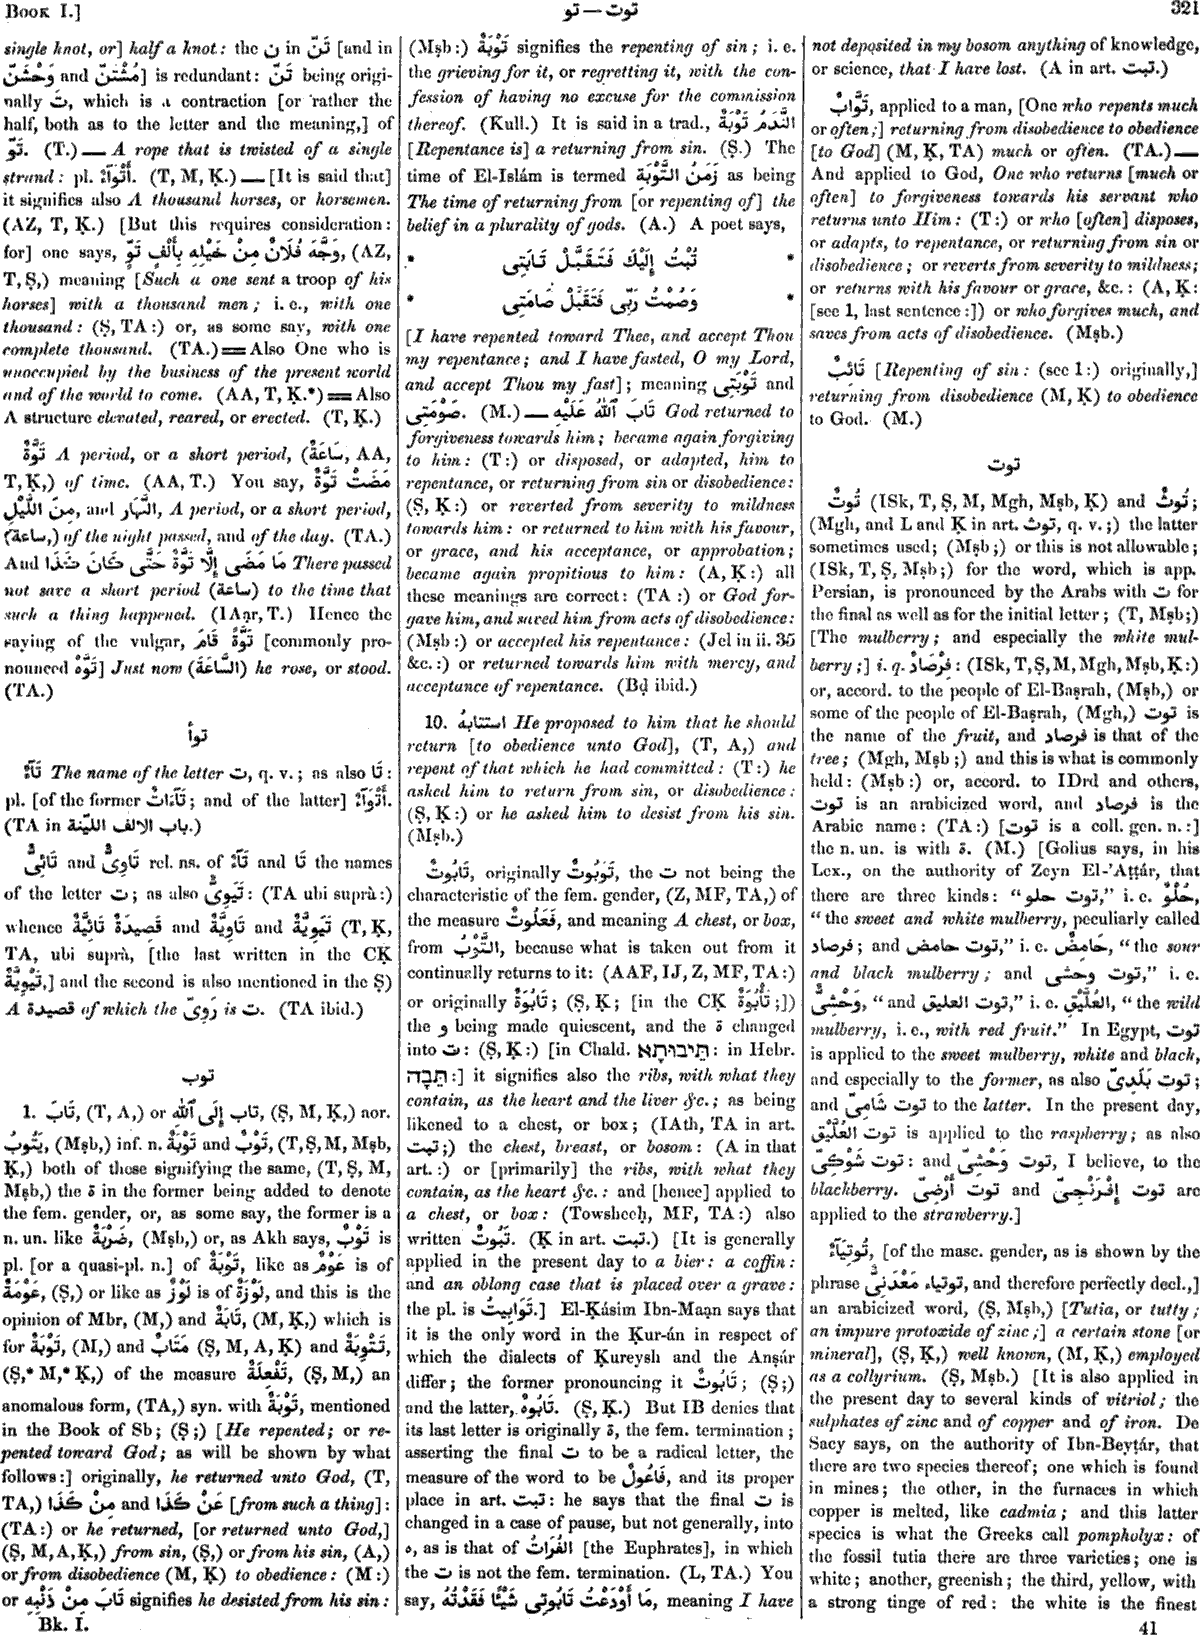 BOOK I.]
توت — تو
321
single knot, or] half a knot: the ن in تَنّ [and in
وَحْشَنّ and مُشْتَنّ] is redundant: تَنّ being origi-
nally تَ, which is a contraction [or rather the
half, both as to the letter and the meaning,] of
تَوّ. (T.) — A rope that is twisted of a single
strand: pl. أَتْوَآءٌ. (T, M, Ḳ.) — [It is said that]
it signifies also A thousand horses, or horsemen.
(AZ, T, Ḳ.) [But this requires consideration:
for] one says, وَجَّهَ فُلَانٌ مِنْ خَيْلِهِ بِأَلْفٍ تَوٍّ, (AZ,
T, Ṣ,) meaning [Such a one sent a troop of his
horses] with a thousand men; i. e., with one
thousand: (Ṣ, TA:) or, as some say, with one
complete thousand. (TA.) == Also One who is
unoccupied by the business of the present world
and of the world to come. (AA, T, Ḳ.*) == Also
A structure elevated, reared, or erected. (T, Ḳ.)
تَوَّةٌ A period, or a short period, (سَاعَةٌ, AA,
T, Ḳ,) of time. (AA, T.) You say, مَضَتْ تَوَّةٌ
مِنَ اللَّيْلِ, and النَّهَارِ, A period, or a short period,
(ساعة,) of the night passed, and of the day. (TA.)
And مَا مَضَى إِلَّا تَوَّةٌ حَتَّى كَانَ كَذَا There passed
not save a short period (ساعة) to the time that
such a thing happened. (IAạr, T.) Hence the
saying of the vulgar, تَوَّةٌ قَامَ [commonly pro-
nounced تَوَّهْ] Just now (السَّاعَةَ) he rose, or stood.
(TA.)
توأ
تَآءٌ The name of the letter ت, q. v.; as also تَا:
pl. [of the former تَآءَاتٌ; and of the latter] أَتْوَآءٌ.
(TA in باب الالف الليّنة.)
تَائِىٌّ and تَاوِىٌّ rel. ns. of تَآءٌ and تَا the names
of the letter ت; as also تَيَوِىٌّ: (TA ubi suprà:)
whence قَصِيدَةٌ تَائِيَّةٌ and تَاوِيَّةٌ and تَيَوِيَّةٌ (T, Ḳ,
TA, ubi suprà, [the last written in the CḲ
تَيْوِيَّةٌ,] and the second is also mentioned in the Ṣ)
A قصيدة of which the رَوِىّ is ت. (TA ibid.)
توب
1. تَابَ, (T, A,) or تاب إِلَى ٱللّٰهِ, (Ṣ, M, Ḳ,) aor.
يَتُوبُ, (Mṣb,) inf. n. تَوْبَةٌ and تَوْبٌ, (T, Ṣ, M, Mṣb,
Ḳ,) both of these signifying the same, (T, Ṣ, M,
Mṣb,) the ة in the former being added to denote
the fem. gender, or, as some say, the former is a
n. un. like ضَرْبَةٌ, (Mṣb,) or, as Akh says, تَوْبٌ is
pl. [or a quasi-pl. n.] of تَوْبَةٌ, like as عَوْمٌ is of
عَوْمَةٌ, (Ṣ,) or like as لَوْزٌ is of لَوْزَةٌ, and this is the
opinion of Mbr, (M,) and تَابَةٌ, (M, Ḳ,) which is
for تَوْبَةٌ, (M,) and مَتَابٌ (Ṣ, M, A, Ḳ) and تَتْوِبَةٌ,
(Ṣ,* M,* Ḳ,) of the measure تَفْعِلَةٌ, (Ṣ, M,) an
anomalous form, (TA,) syn. with تَوْبَةٌ, mentioned
in the Book of Sb; (Ṣ;) [He repented; or re-
pented toward God; as will be shown by what
follows:] originally, he returned unto God, (T,
TA,) مِنْ كَذَا and عَنْ كَذَا [from such a thing]:
(TA:) or he returned, [or returned unto God,]
(Ṣ, M, A, Ḳ,) from sin, (Ṣ,) or from his sin, (A,)
or from disobedience (M, Ḳ) to obedience: (M:)
or تَابَ مِنْ ذَنْبِهِ signifies he desisted from his sin:
Bk. I.
(Mṣb:) تَوْبَةٌ signifies the repenting of sin; i. e.
the grieving for it, or regretting it, with the con-
fession of having no excuse for the commission
thereof. (Kull.) It is said in a trad., النَّدَمُ تَوْبَةٌ
[Repentance is] a returning from sin. (Ṣ.) The
time of El-Islám is termed زَمَنُ التَّوْبَةِ as being
The time of returning from [or repenting of] the
belief in a plurality of gods. (A.) A poet says,
* تُبْتُ إِلَيْكَ فَتَقَبَّلْ تَابَتِى *
* وَصُمْتُ رَبِّى فَتَقَبَّلْ صَامَتِى *
[I have repented toward Thee, and accept Thou
my repentance; and I have fasted, O my Lord,
and accept Thou my fast]; meaning تَوْبَتِى and
صَوْمَتِى. (M.) — تَابَ ٱللّٰهُ عَلَيْهِ God returned to
forgiveness towards him; became again forgiving
to him: (T:) or disposed, or adapted, him to
repentance, or returning from sin or disobedience:
(Ṣ, Ḳ:) or reverted from severity to mildness
towards him: or returned to him with his favour,
or grace, and his acceptance, or approbation;
became again propitious to him: (A, Ḳ:) all
these meanings are correct: (TA:) or God for-
gave him, and saved him from acts of disobedience:
(Mṣb:) or accepted his repentance: (Jel in ii. 35
&c.:) or returned towards him with mercy, and
acceptance of repentance. (Bḍ ibid.)
10. استتابهُ He proposed to him that he should
return [to obedience unto God], (T, A,) and
repent of that which he had committed: (T:) he
asked him to return from sin, or disobedience:
(Ṣ, Ḳ:) or he asked him to desist from his sin.
(Mṣb.)
تَابُوتٌ, originally تَوَبُوتٌ, the ت not being the
characteristic of the fem. gender, (Z, MF, TA,) of
the measure فَعَلُوتٌ, and meaning A chest, or box,
from التَّوْبُ, because what is taken out from it
continually returns to it: (AAF, IJ, Z, MF, TA:)
or originally تَابُوَةٌ; (Ṣ, Ḳ; [in the CḲ تَأْبُوَةٌ;])
the و being made quiescent, and the ة changed
into ت: (Ṣ, Ḳ:) [in Chald. תֵּיבוּתָא: in Hebr.
תֵּבָה:] it signifies also the ribs, with what they
contain, as the heart and the liver &c.; as being
likened to a chest, or box; (IAth, TA in art.
تبت;) the chest, breast, or bosom: (A in that
art.:) or [primarily] the ribs, with what they
contain, as the heart &c.: and [hence] applied to
a chest, or box: (Towsheeḥ, MF, TA:) also
written تَبُوتٌ. (Ḳ in art. تبت.) [It is generally
applied in the present day to a bier: a coffin:
and an oblong case that is placed over a grave:
the pl. is تَوَابِيتُ.] El-Ḳásim Ibn-Maạn says that
it is the only word in the Ḳur-án in respect of
which the dialects of Ḳureysh and the Anṣár
differ; the former pronouncing it تَابُوتٌ; (Ṣ;)
and the latter, تَابُوهٌ. (Ṣ, Ḳ.) But IB denies that
its last letter is originally ة, the fem. termination;
asserting the final ت to be a radical letter, the
measure of the word to be فَاعُولٌ, and its proper
place in art. تبت: he says that the final ت is
changed in a case of pause, but not generally, into
ه, as is that of الفُرَاتُ [the Euphrates], in which
the ت is not the fem. termination. (L, TA.) You
say, مَا أَوْدَعْتُ تَابُوتِى شَيْئًا فَقَدْتُهُ, meaning I have
not deposited in my bosom anything of knowledge,
or science, that I have lost. (A in art. تبت.)
تَوَّابٌ, applied to a man, [One who repents much
or often;] returning from disobedience to obedience
[to God] (M, Ḳ, TA) much or often. (TA.) —
And applied to God, One who returns [much or
often] to forgiveness towards his servant who
returns unto Him: (T:) or who [often] disposes,
or adapts, to repentance, or returning from sin or
disobedience; or reverts from severity to mildness;
or returns with his favour or grace, &c.: (A, Ḳ:
[see 1, last sentence:]) or who forgives much, and
saves from acts of disobedience. (Mṣb.)
تَائِبٌ [Repenting of sin: (see 1:) originally,]
returning from disobedience (M, Ḳ) to obedience
to God. (M.)
توت
تُوتٌ (ISk, T, Ṣ, M, Mgh, Mṣb, Ḳ) and تُوثٌ;
(Mgh, and L and Ḳ in art. توث, q. v.;) the latter
sometimes used; (Mṣb;) or this is not allowable;
(ISk, T, Ṣ, Mṣb;) for the word, which is app.
Persian, is pronounced by the Arabs with ت for
the final as well as for the initial letter; (T, Mṣb;)
[The mulberry; and especially the white mul-
berry;] i. q. فِرْصَادٌ: (ISk, T, Ṣ, M, Mgh, Mṣb, Ḳ:)
or, accord. to the people of El-Baṣrah, (Mṣb,) or
some of the people of El-Baṣrah, (Mgh,) توت is
the name of the fruit, and فرصاد is that of the
tree; (Mgh, Mṣb;) and this is what is commonly
held: (Mṣb:) or, accord. to IDrd and others,
توت is an arabicized word, and فرصاد is the
Arabic name: (TA:) [توت is a coll. gen. n.:]
the n. un. is with ة. (M.) [Golius says, in his
Lex., on the authority of Zeyn El-'Aṭṭár, that
there are three kinds: "توت حلو," i. e. حُلْوٌ,
"the sweet and white mulberry, peculiarly called
فرصاد; and توت حامض," i. e. حَامِضٌ, "the sour
and black mulberry; and توت وحشى," i. e.
وَحْشِىٌّ, "and توت العليق," i. e. العُلَّيْقِ, "the wild
mulberry, i. e., with red fruit." In Egypt, توت
is applied to the sweet mulberry, white and black,
and especially to the former, as also توت بَلَدِىّ;
and توت شَامِىّ to the latter. In the present day,
توت العُلَّيْق is applied to the raspberry; as also
توت شَوْكِىّ: and توت وَحْشِىّ, I believe, to the
blackberry. توت أَرْضِىّ and توت إِفْرَنْجِىّ are
applied to the strawberry.]
تُوتِيَآءٌ, [of the masc. gender, as is shown by the
phrase توتياء مَعْدَنِىٌّ, and therefore perfectly decl.,]
an arabicized word, (Ṣ, Mṣb,) [Tutia, or tutty;
an impure protoxide of zinc;] a certain stone [or
mineral], (Ṣ, Ḳ,) well known, (M, Ḳ,) employed
as a collyrium. (Ṣ, Mṣb.) [It is also applied in
the present day to several kinds of vitriol; the
sulphates of zinc and of copper and of iron. De
Sacy says, on the authority of Ibn-Beyṭár, that
there are two species thereof; one which is found
in mines; the other, in the furnaces in which
copper is melted, like cadmia; and this latter
species is what the Greeks call pompholyx: of
the fossil tutia there are three varieties; one is
white; another, greenish; the third, yellow, with
a strong tinge of red: the white is the finest
41